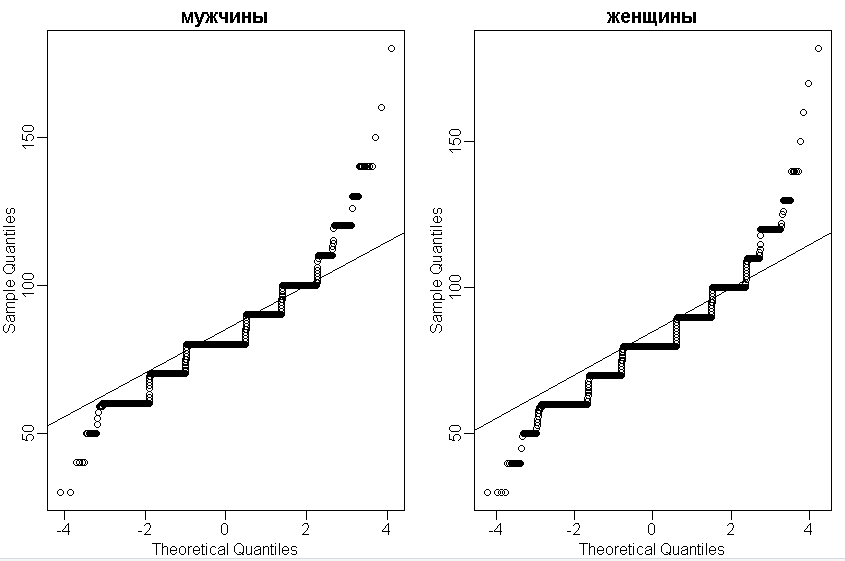 мужчины
женщины
Sample Quantiles
50
100
150
-4
-2
0
2
4
Theoretical Quantiles
Sample Quantiles
50
100
150
-4
-2
0
2
4
Theoretical Quantiles